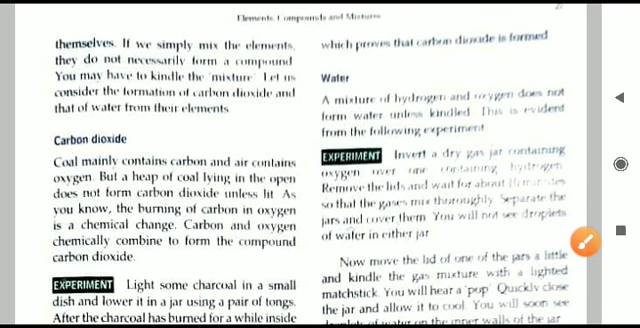 Elements, Compounds and Mixtures
themselves. If we simply mix the elements,
they do not necessarily form a compound
You may have to kindle the 'mixture' Let us
consider the formation of carbon dioxide and
that of water from their elements
Carbon dioxide
Coal mainly contains carbon and air contains
oxygen. But a heap of coal lying in the open
does not form carbon dioxide unless lit As
you know, the burning of carbon in oxygen
is a chemical change. Carbon and oxygen
chemically combine to form the compound
carbon dioxide.
EXPERIMENT Light some charcoal in a small
dish and lower it in a jar using a pair of tongs.
After the charcoal has burned for a while inside
which proves that carbon dioxide is formed
Water
A mixture of hydrogen and oxygen does not
form water unless kindled This is evident
from the following experiment
EXPERIMENT Invert a dry gas jar containing
oxygen over one containing hydrogen
Remove the lids and wait for about minutes
so that the gases mix thoroughly Separate the
jars and cover them You will not see droplets
of water in either jar
Now move the lid of one of the jars a little
and kindle the gas mixture with a lighted
matchstick. You will hear a 'pop' Quickly close
the jar and allow it to cool You will soon see
droplets of water on the inner walls of the jar